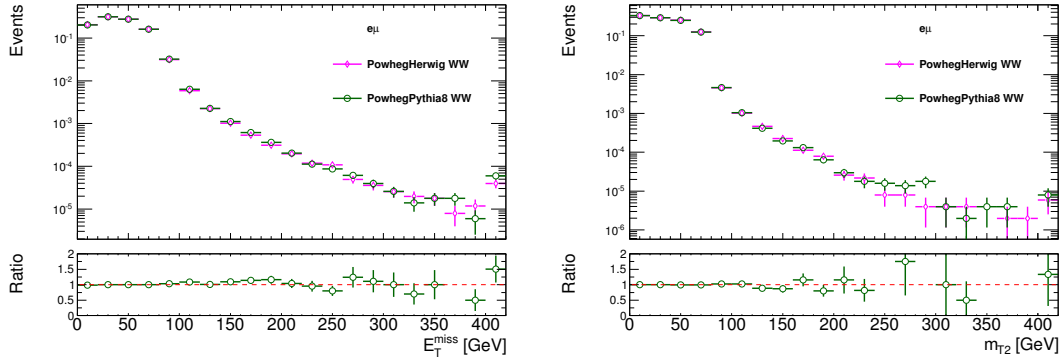 Events
10⁻¹
10⁻²
10⁻³
10⁻⁴
10⁻⁵
eμ
PowhegHerwig WW
PowhegPythia8 WW
Ratio
2
1.5
1
0.5
0
0 50 100 150 200 250 300 350 400
E_T^miss [GeV]
Events
10⁻¹
10⁻²
10⁻³
10⁻⁴
10⁻⁵
10⁻⁶
eμ
PowhegHerwig WW
PowhegPythia8 WW
Ratio
2
1.5
1
0.5
0
0 50 100 150 200 250 300 350 400
m_T2 [GeV]